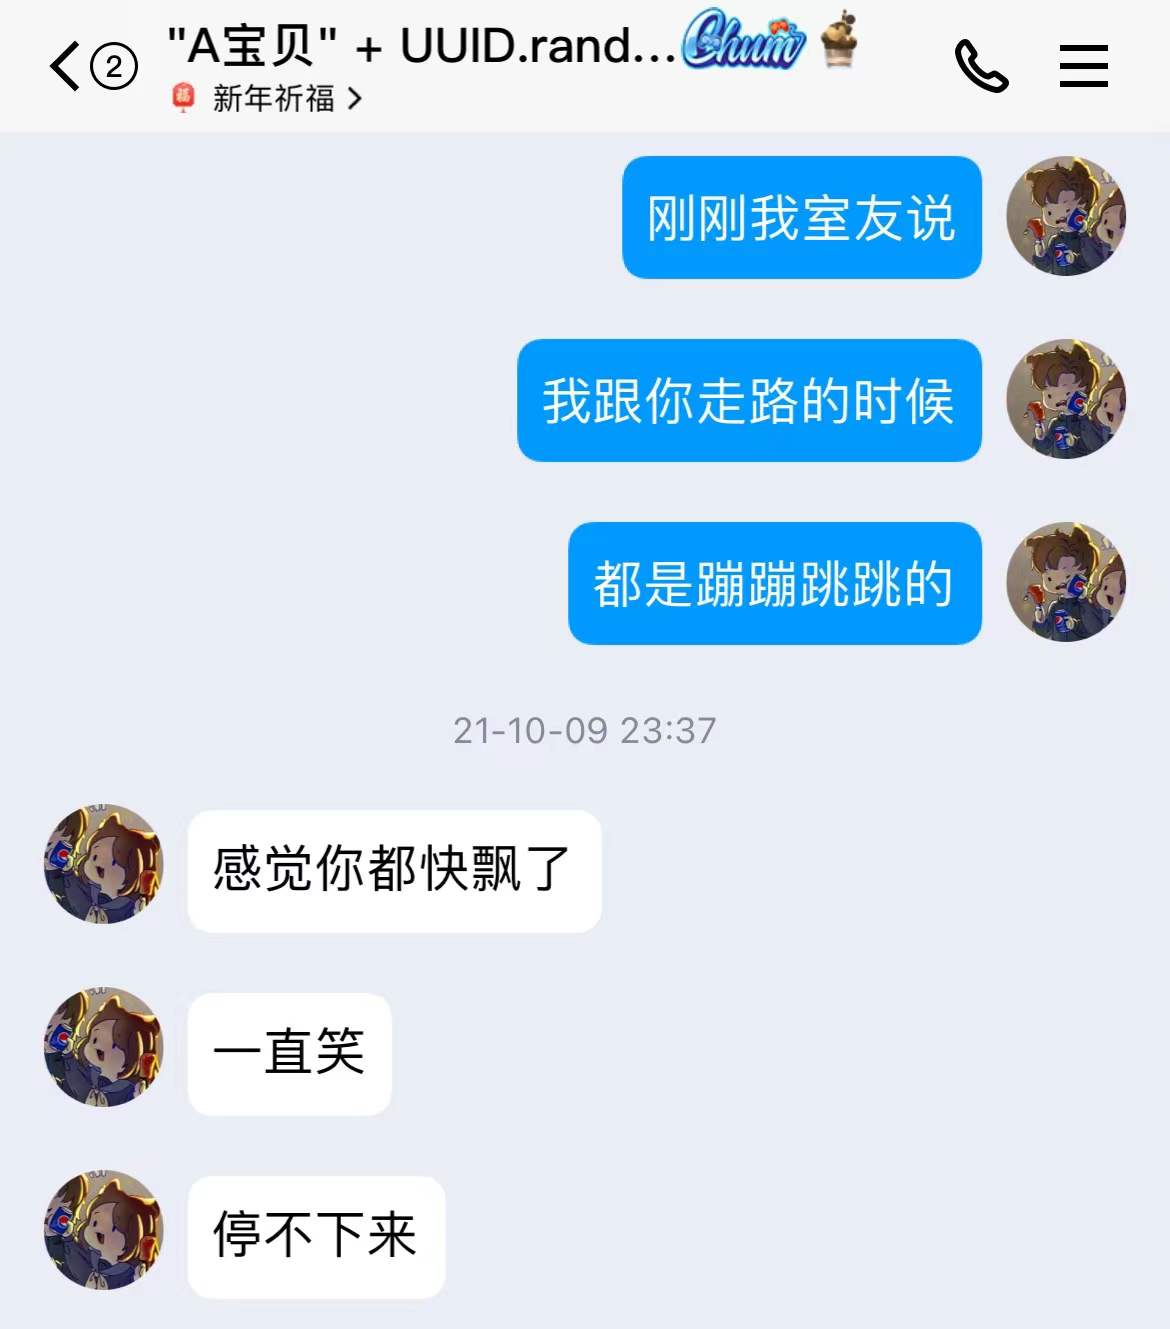 2
"A宝贝" + UUID.rand... Chum
新年祈福
刚刚我室友说
我跟你走路的时候
都是蹦蹦跳跳的
21-10-09 23:37
感觉你都快飘了
一直笑
停不下来